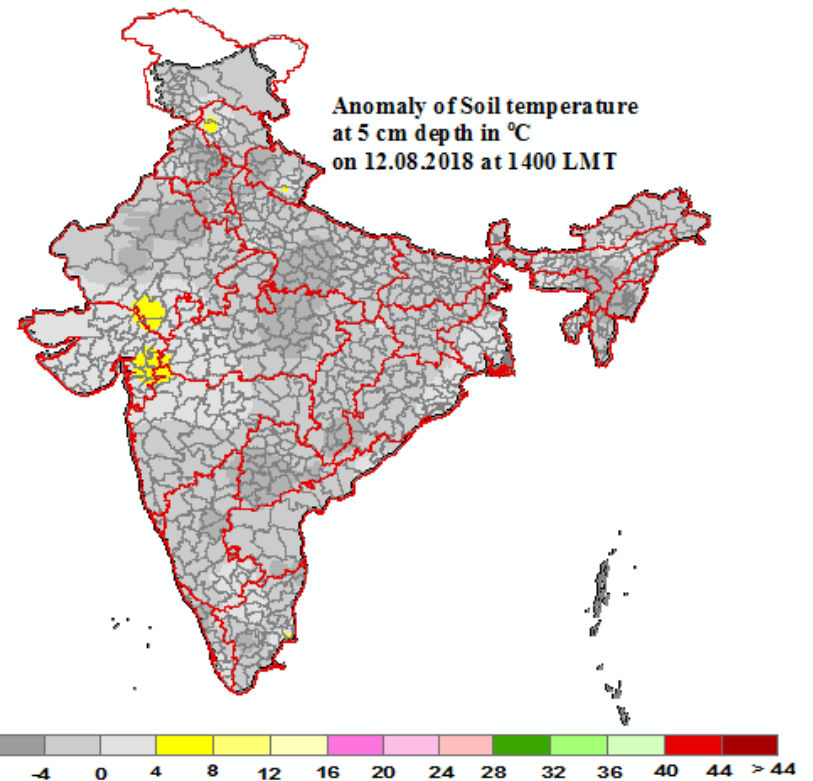 Anomaly of Soil temperature
at 5 cm depth in °C
on 12.08.2018 at 1400 LMT
-4 0 4 8 12 16 20 24 28 32 36 40 44 > 44